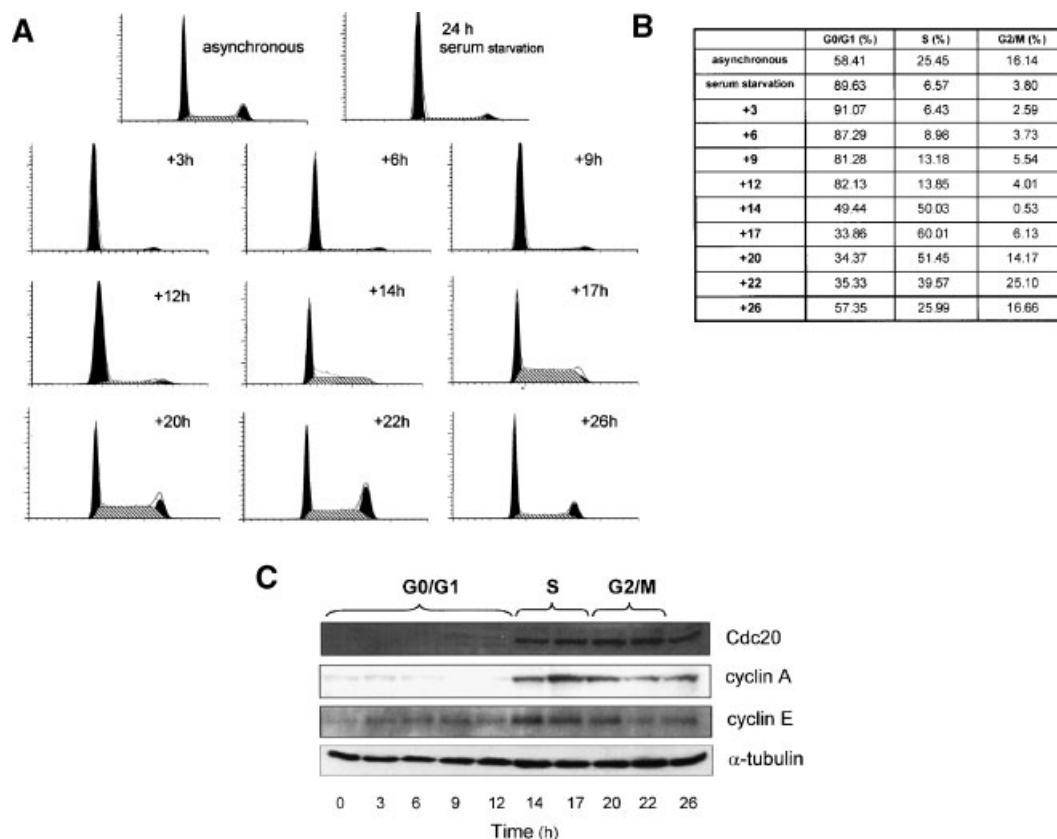 A
asynchronous
24 h
serum starvation
+3h
+6h
+9h
+12h
+14h
+17h
+20h
+22h
+26h
B
G0/G1 (%) S (%) G2/M (%)
asynchronous 58.41 25.45 16.14
serum starvation 89.63 6.57 3.80
+3 91.07 6.43 2.59
+6 87.29 8.98 3.73
+9 81.28 13.18 5.54
+12 82.13 13.85 4.01
+14 49.44 50.03 0.53
+17 33.86 60.01 6.13
+20 34.37 51.45 14.17
+22 35.33 39.57 25.10
+26 57.35 25.99 16.66
C
G0/G1 S G2/M
Cdc20
cyclin A
cyclin E
α-tubulin
0 3 6 9 12 14 17 20 22 26
Time (h)